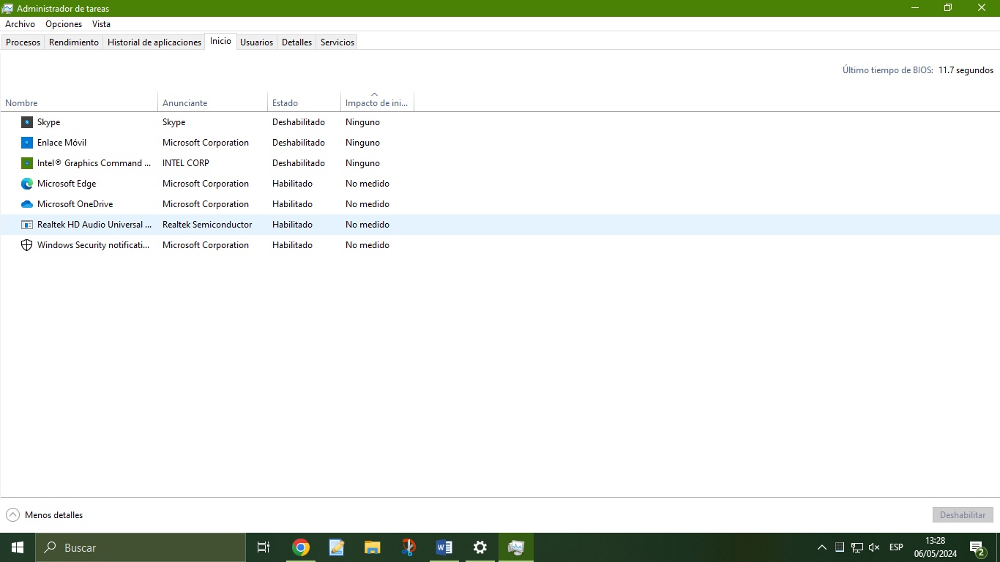 Administrador de tareas
Archivo Opciones Vista
Procesos Rendimiento Historial de aplicaciones Inicio Usuarios Detalles Servicios
Último tiempo de BIOS: 11.7 segundos
Nombre Anunciante Estado Impacto de ini...
Skype Skype Deshabilitado Ninguno
Enlace Móvil Microsoft Corporation Deshabilitado Ninguno
Intel® Graphics Command ... INTEL CORP Deshabilitado Ninguno
Microsoft Edge Microsoft Corporation Habilitado No medido
Microsoft OneDrive Microsoft Corporation Habilitado No medido
Realtek HD Audio Universal ... Realtek Semiconductor Habilitado No medido
Windows Security notificati... Microsoft Corporation Habilitado No medido
Menos detalles Deshabilitar
Buscar ESP 13:28
06/05/2024 2